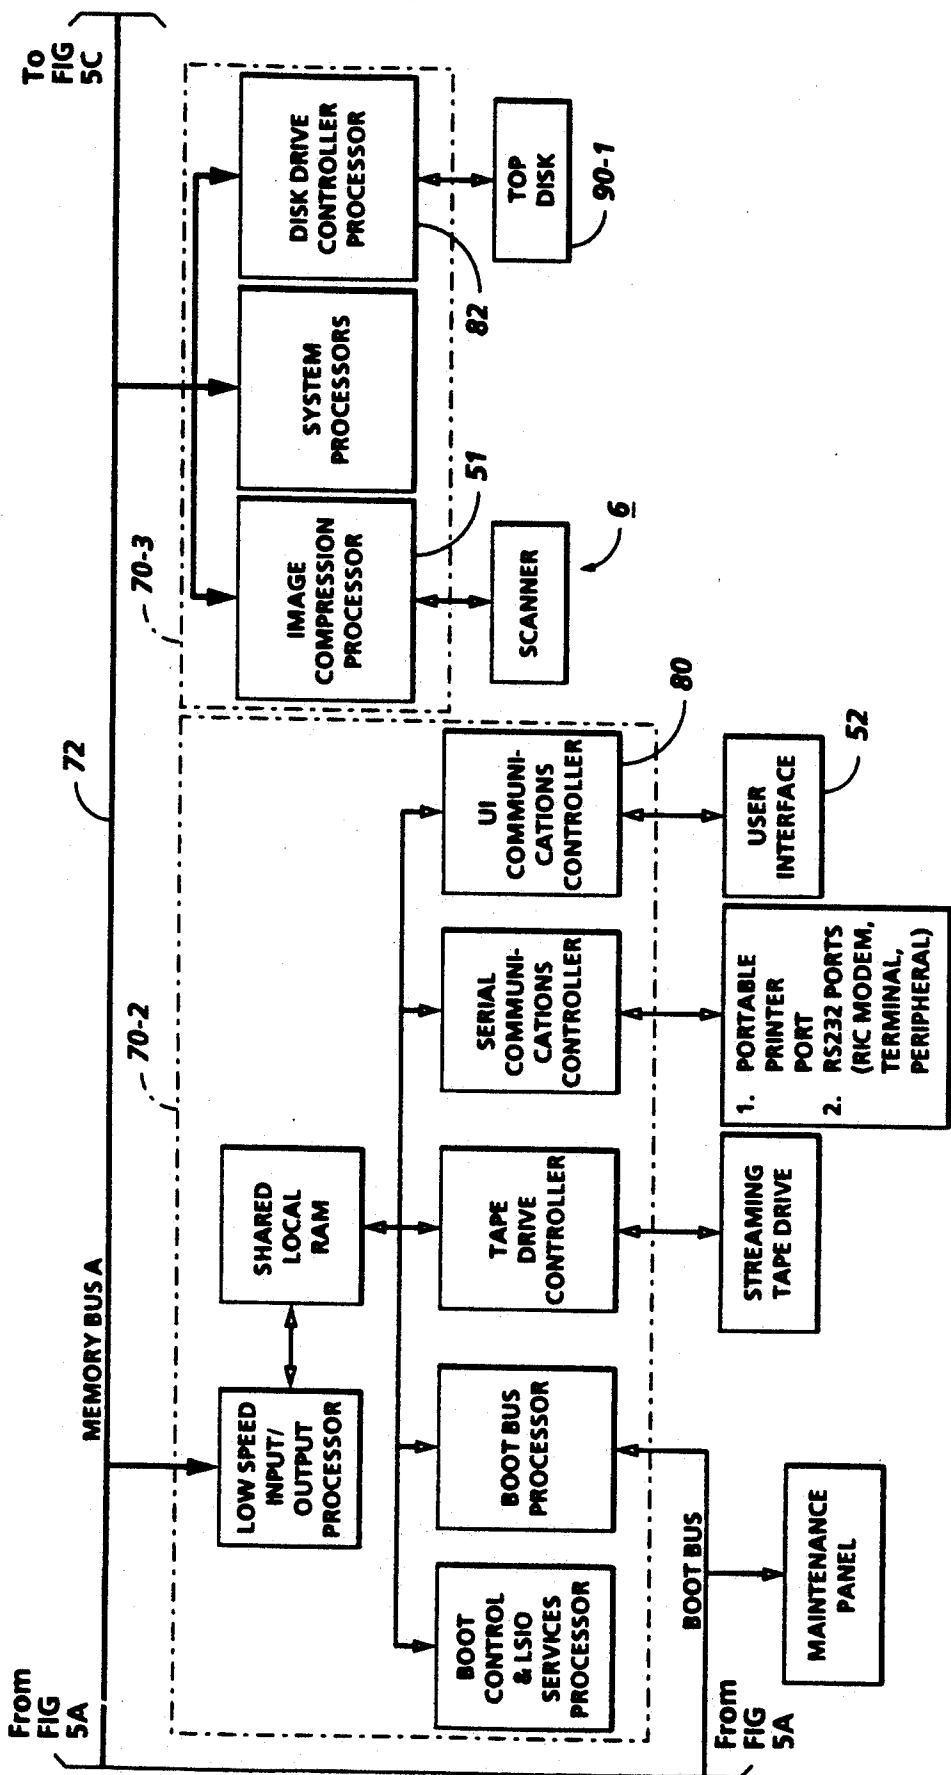 From
FIG
5A
MEMORY BUS A
72
To
FIG
5C
70-2
70-3
LOW SPEED
INPUT/
OUTPUT
PROCESSOR
SHARED
LOCAL
RAM
IMAGE
COMPRESSION
PROCESSOR
SYSTEM
PROCESSORS
DISK DRIVE
CONTROLLER
PROCESSOR
51
82
SCANNER
6
TOP
DISK
90-1
BOOT
CONTROL
& LSIO
SERVICES
PROCESSOR
BOOT BUS
PROCESSOR
TAPE
DRIVE
CONTROLLER
SERIAL
COMMUNI-
CATIONS
CONTROLLER
UI
COMMUNI-
CATIONS
CONTROLLER
80
BOOT BUS
From
FIG
5A
MAINTENANCE
PANEL
STREAMING
TAPE DRIVE
1. PORTABLE
PRINTER
PORT
2. RS232 PORTS
(RIC MODEM,
TERMINAL,
PERIPHERAL)
USER
INTERFACE
52